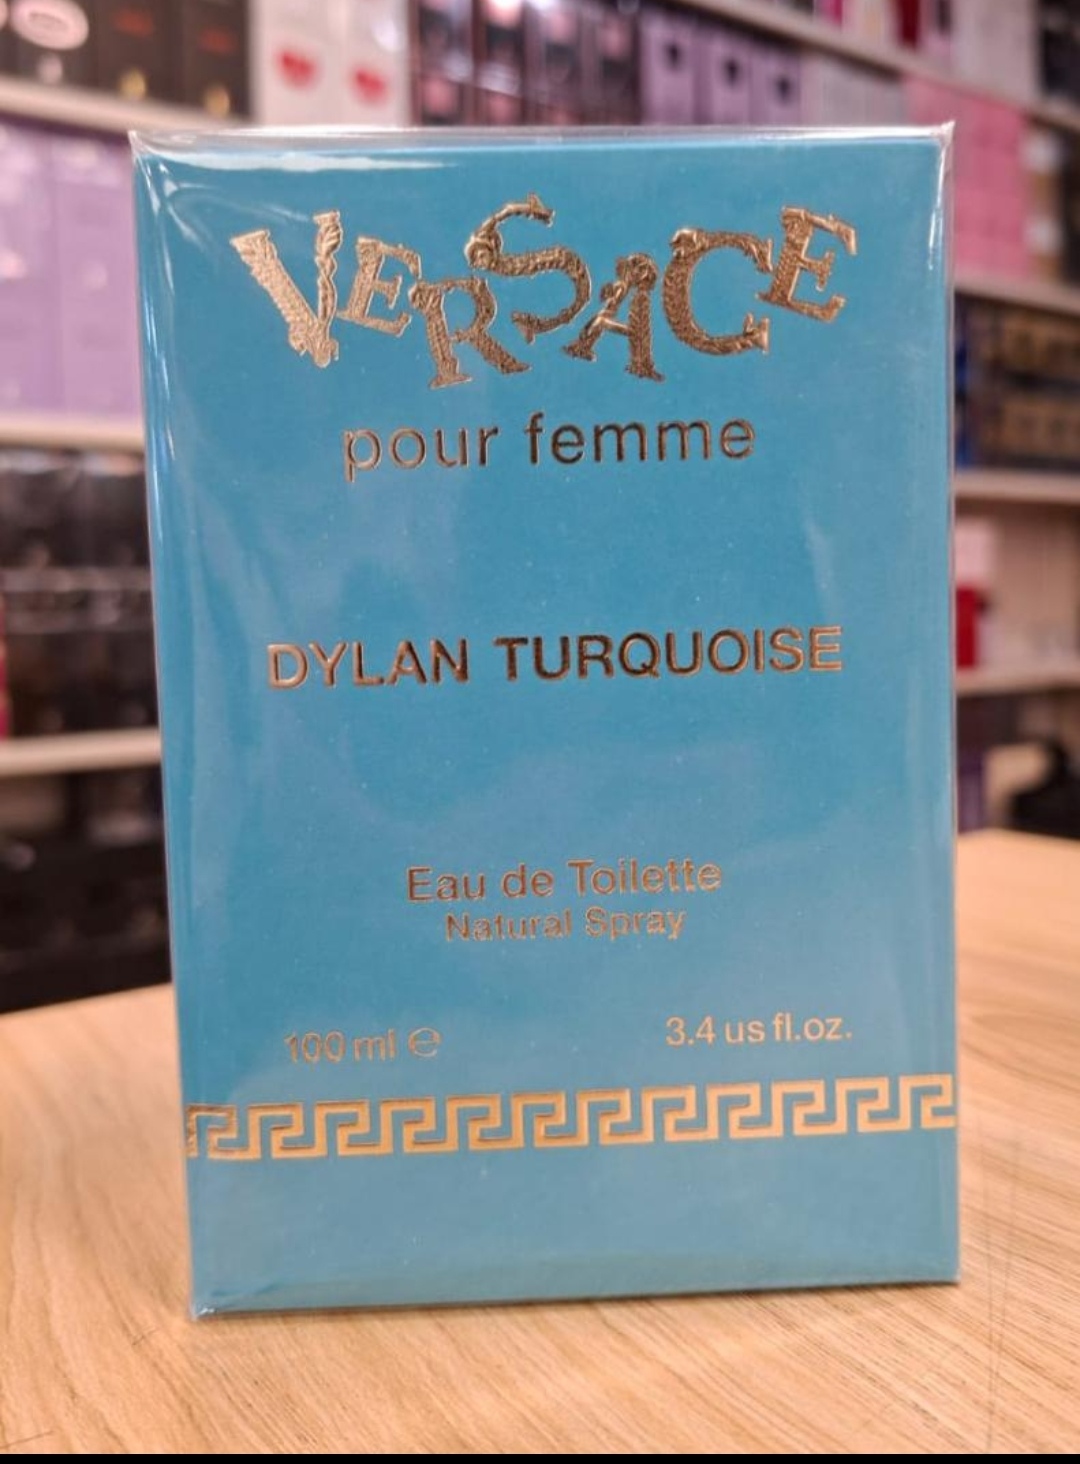 VERSACE
pour femme
DYLAN TURQUOISE
Eau de Toilette
Natural Spray
100 ml ℮
3.4 us fl.oz.